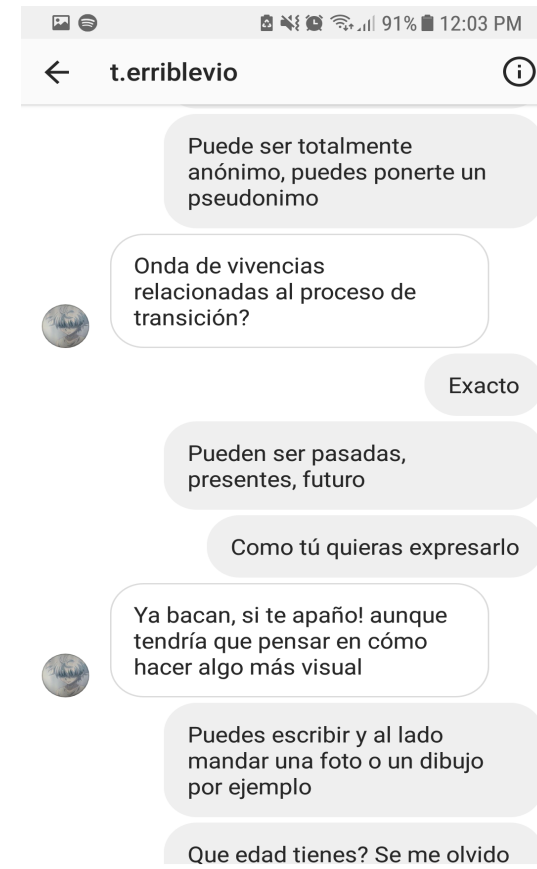 91% 12:03 PM
t.erriblevio
Puede ser totalmente
anónimo, puedes ponerte un
pseudonimo
Onda de vivencias
relacionadas al proceso de
transición?
Exacto
Pueden ser pasadas,
presentes, futuro
Como tú quieras expresarlo
Ya bacan, si te apaño! aunque
tendría que pensar en cómo
hacer algo más visual
Puedes escribir y al lado
mandar una foto o un dibujo
por ejemplo
Que edad tienes? Se me olvido